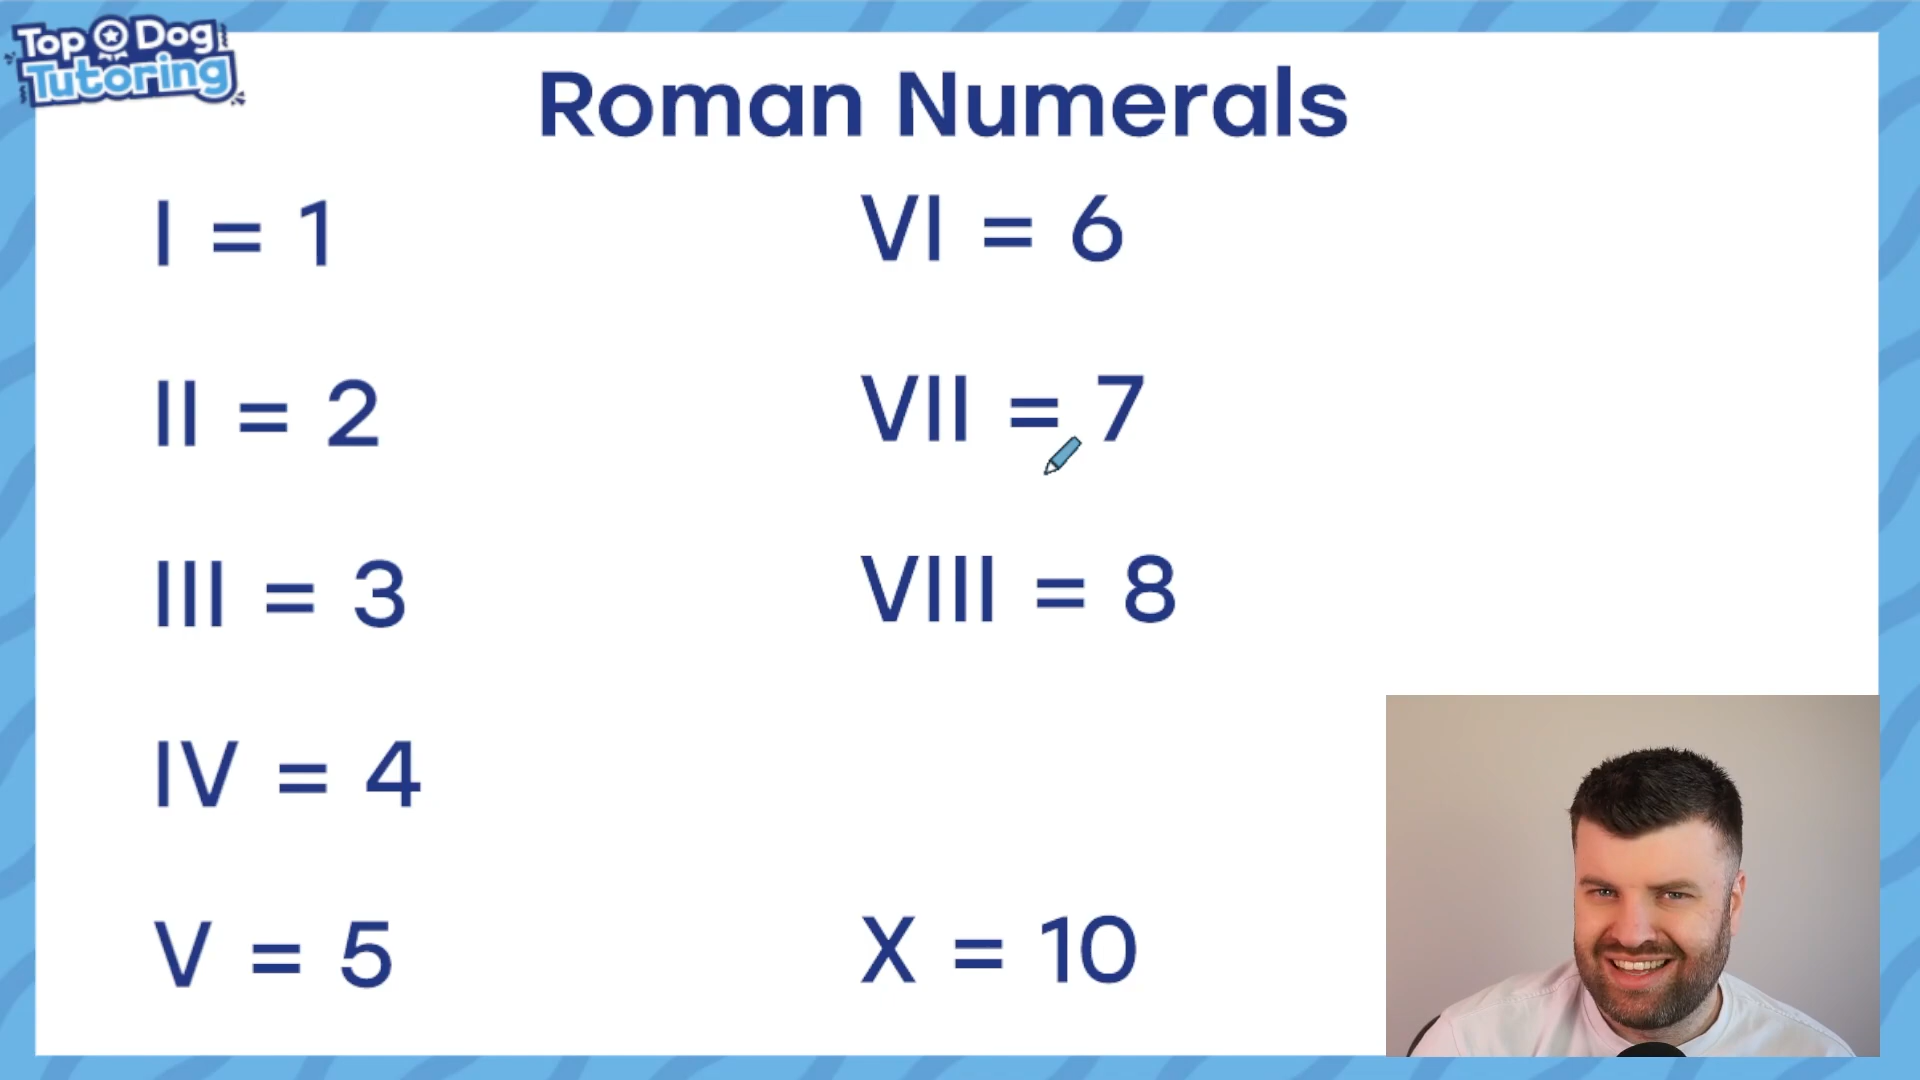 Top Dog
Tutoring
Roman Numerals
I = 1
II = 2
III = 3
IV = 4
V = 5
VI = 6
VII = 7
VIII = 8
X = 10